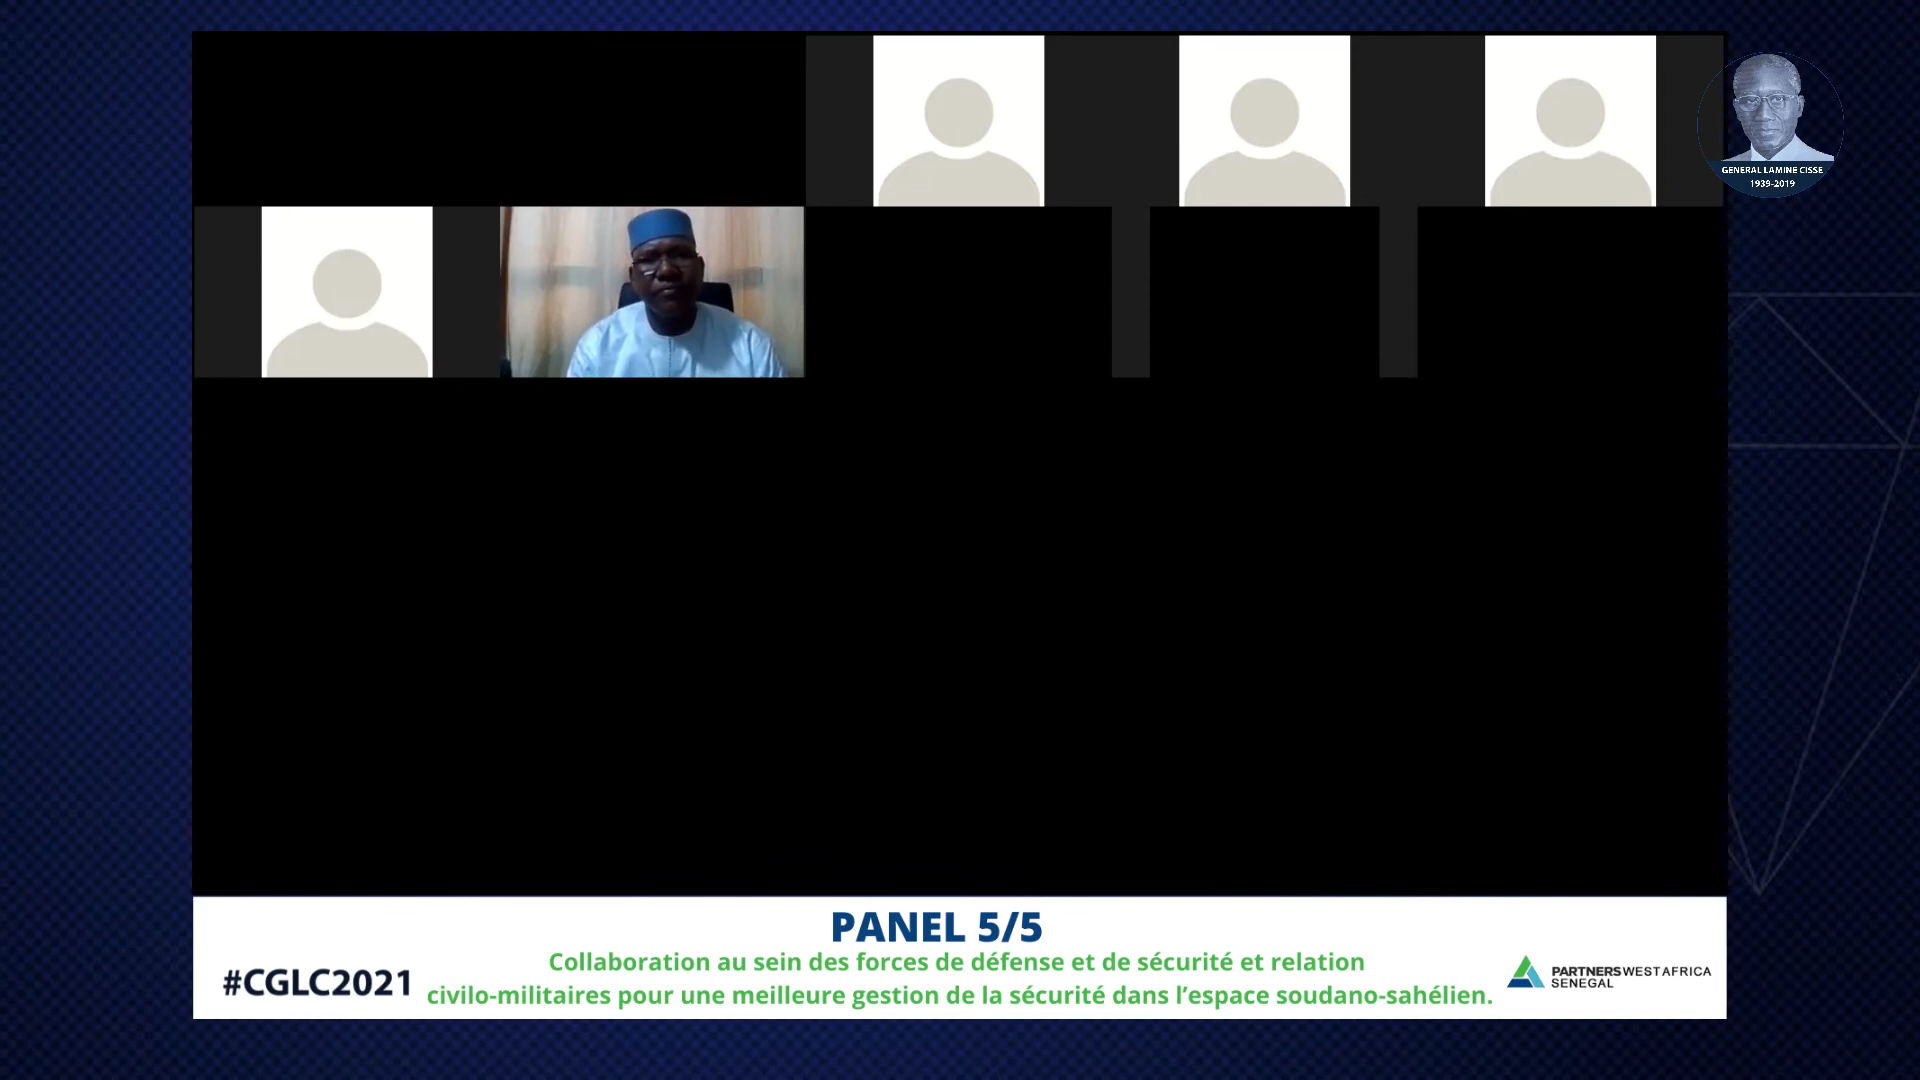 GENERAL LAMINE CISSE
1939-2019
PANEL 5/5
Collaboration au sein des forces de défense et de sécurité et relation
civilo-militaires pour une meilleure gestion de la sécurité dans l’espace soudano-sahélien.
#CGLC2021
PARTNERS WEST AFRICA
SENEGAL